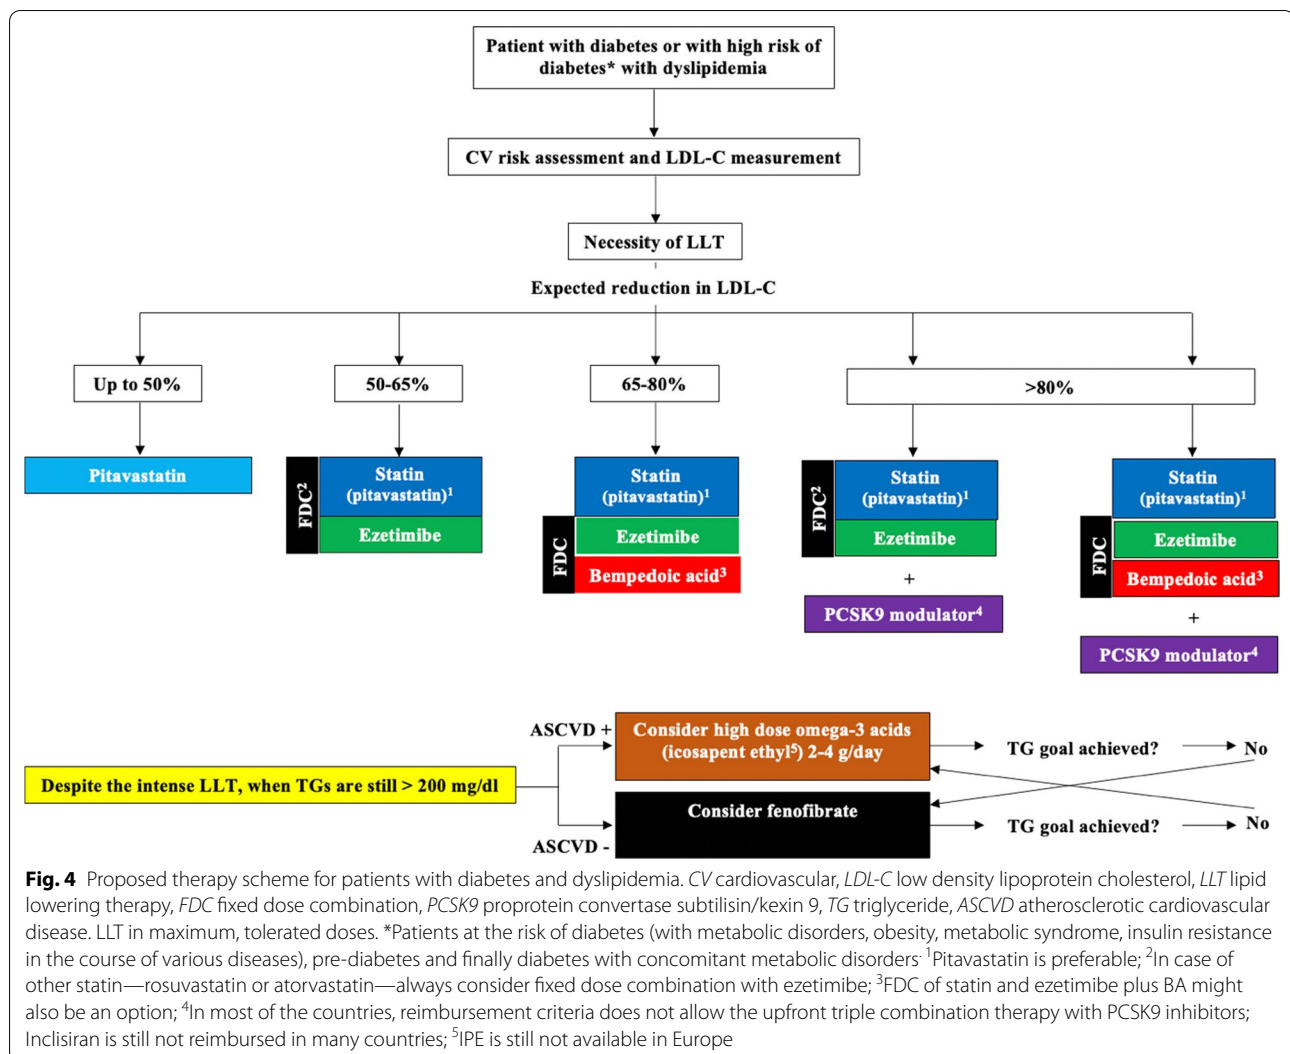 Patient with diabetes or with high risk of
diabetes* with dyslipidemia
CV risk assessment and LDL-C measurement
Necessity of LLT
Expected reduction in LDL-C
Up to 50%
50-65%
65-80%
>80%
Pitavastatin
FDC²
Statin
(pitavastatin)¹
Ezetimibe
Statin
(pitavastatin)¹
FDC
Ezetimibe
Bempedoic acid³
FDC²
Statin
(pitavastatin)¹
Ezetimibe
+
PCSK9 modulator⁴
Statin
(pitavastatin)¹
FDC
Ezetimibe
Bempedoic acid³
+
PCSK9 modulator⁴
Despite the intense LLT, when TGs are still > 200 mg/dl
ASCVD +
Consider high dose omega-3 acids
(icosapent ethyl⁵) 2-4 g/day
TG goal achieved?
No
ASCVD -
Consider fenofibrate
TG goal achieved?
No
Fig. 4 Proposed therapy scheme for patients with diabetes and dyslipidemia. CV cardiovascular, LDL-C low density lipoprotein cholesterol, LLT lipid
lowering therapy, FDC fixed dose combination, PCSK9 proprotein convertase subtilisin/kexin 9, TG triglyceride, ASCVD atherosclerotic cardiovascular
disease. LLT in maximum, tolerated doses. *Patients at the risk of diabetes (with metabolic disorders, obesity, metabolic syndrome, insulin resistance
in the course of various diseases), pre-diabetes and finally diabetes with concomitant metabolic disorders· ¹Pitavastatin is preferable; ²In case of
other statin—rosuvastatin or atorvastatin—always consider fixed dose combination with ezetimibe; ³FDC of statin and ezetimibe plus BA might
also be an option; ⁴In most of the countries, reimbursement criteria does not allow the upfront triple combination therapy with PCSK9 inhibitors;
Inclisiran is still not reimbursed in many countries; ⁵IPE is still not available in Europe